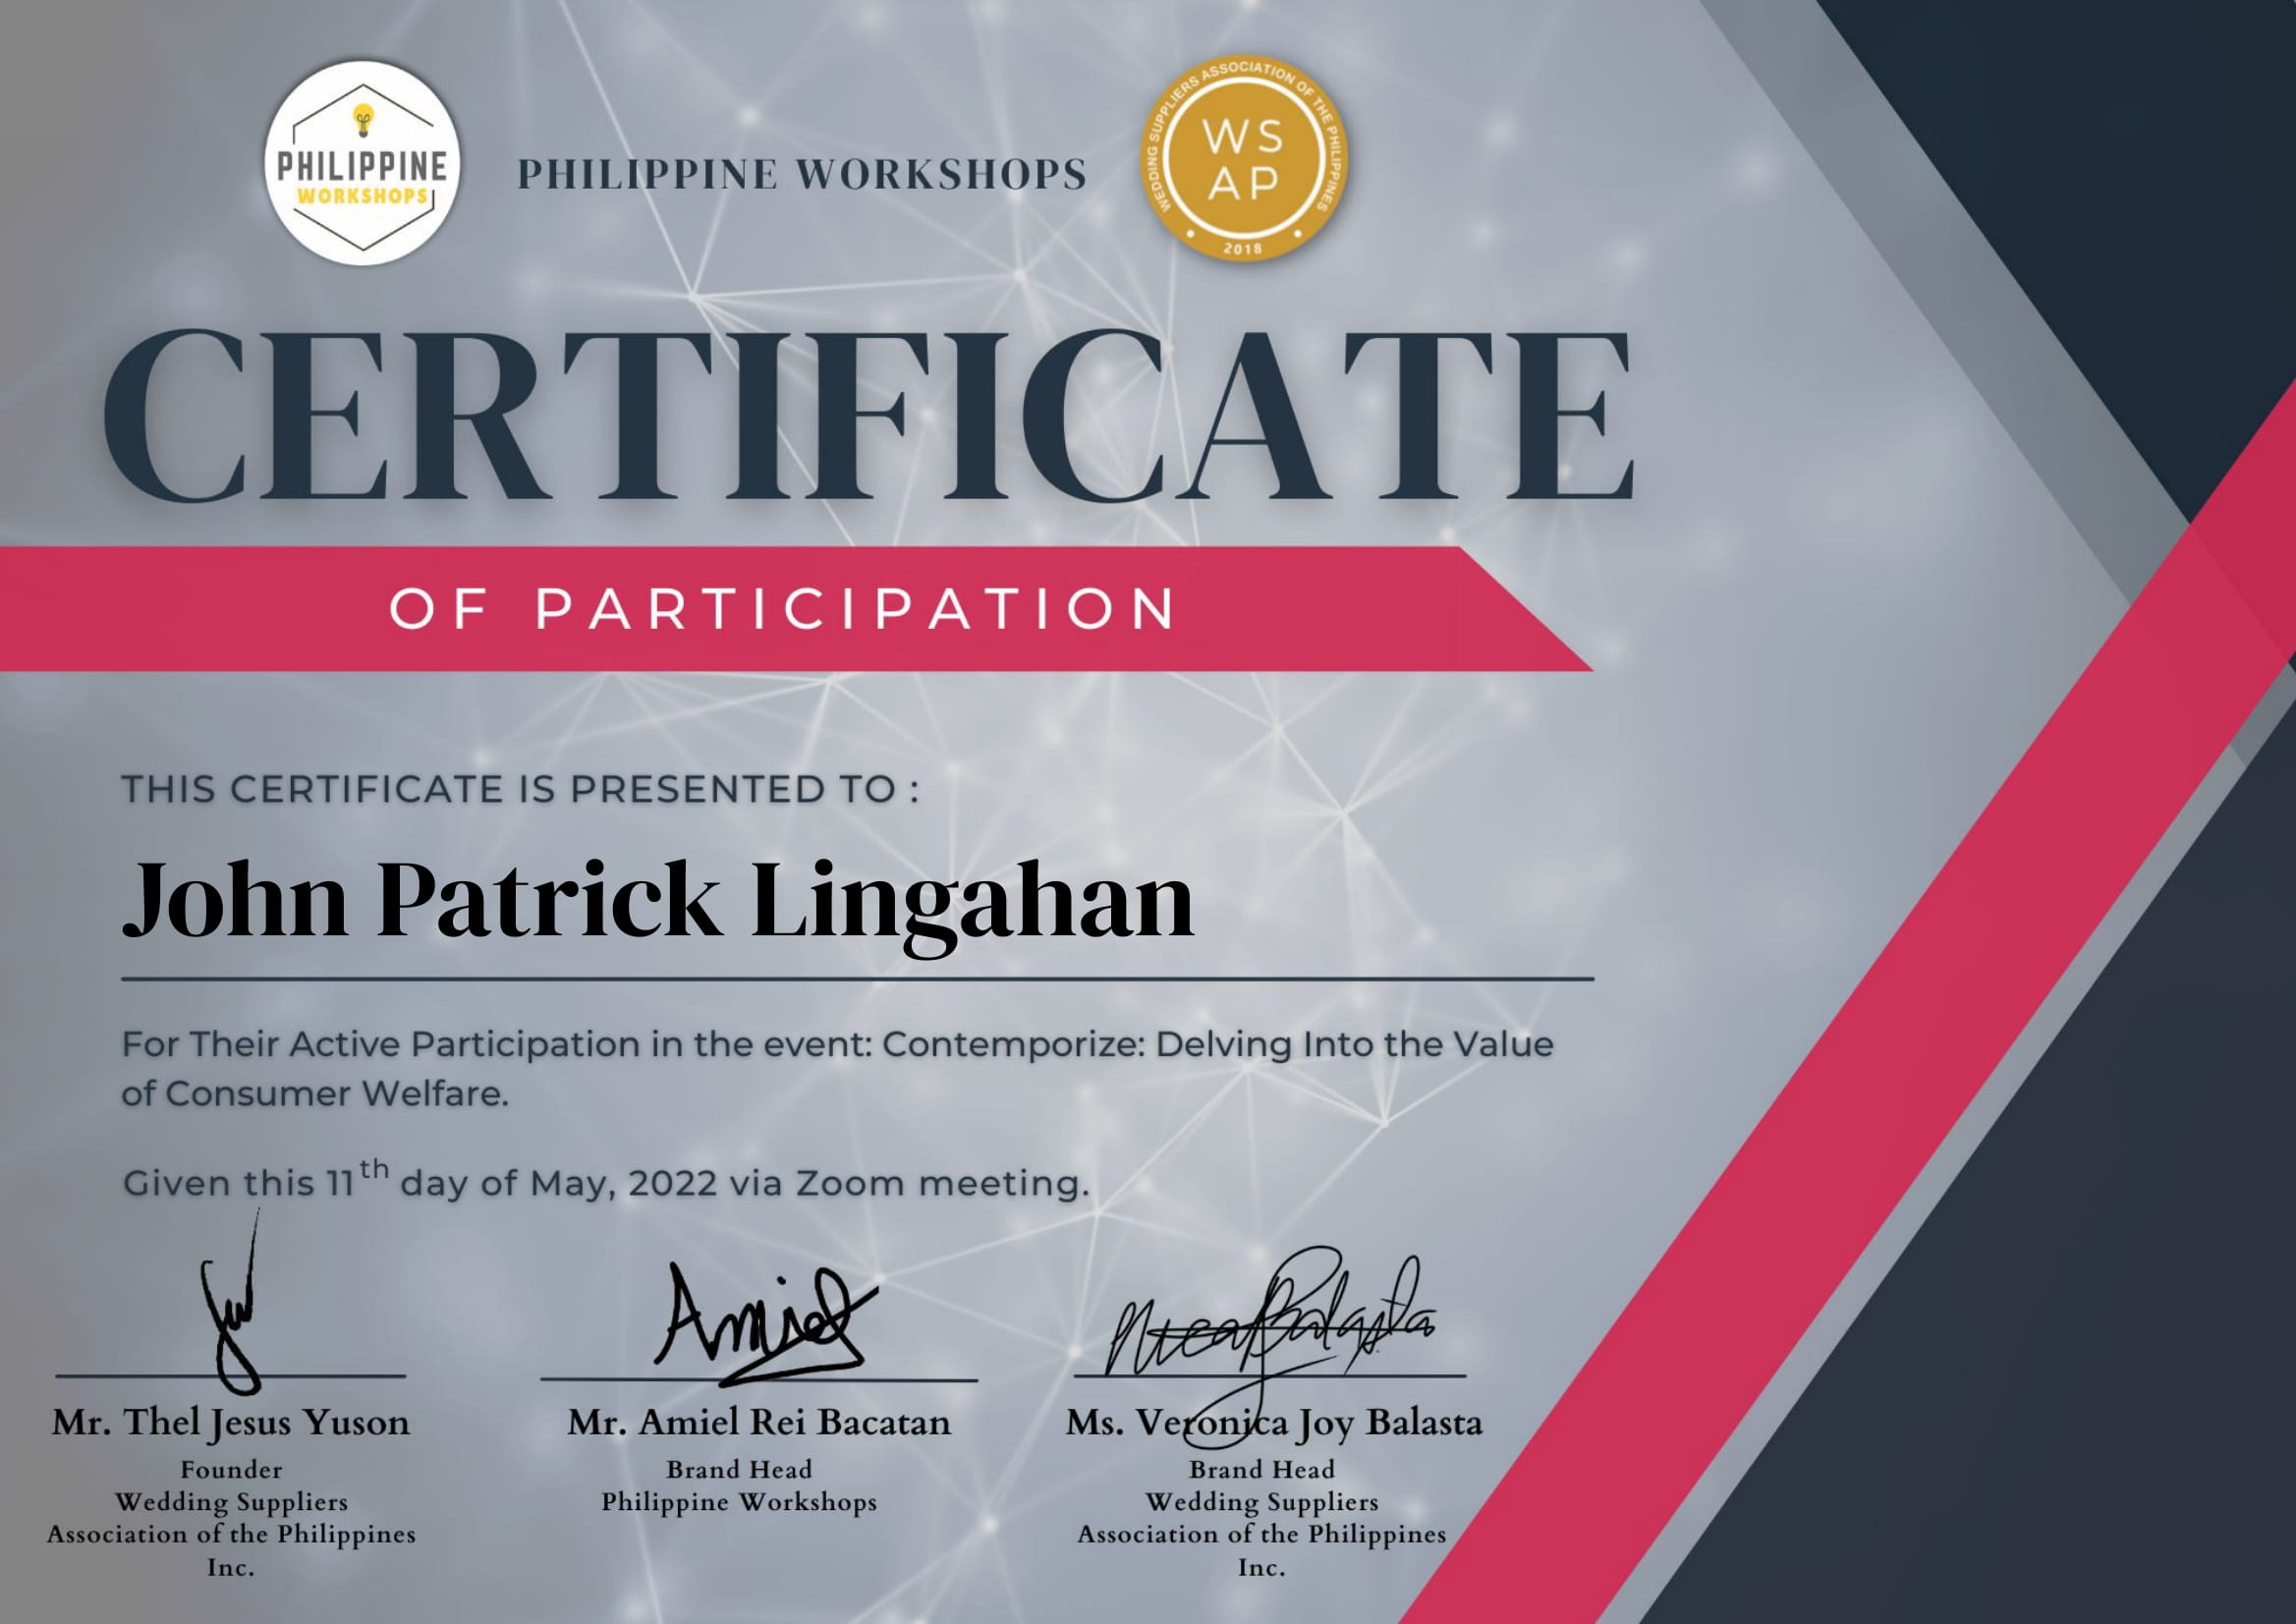 PHILIPPINE
WORKSHOPS
PHILIPPINE WORKSHOPS
WEDDING SUPPLIERS ASSOCIATION OF THE PHILIPPINES
WS
AP
2018
CERTIFICATE
OF PARTICIPATION
THIS CERTIFICATE IS PRESENTED TO :
John Patrick Lingahan
For Their Active Participation in the event: Contemporize: Delving Into the Value
of Consumer Welfare.
Given this 11th day of May, 2022 via Zoom meeting.
Amiel
Mr. Thel Jesus Yuson
Founder
Wedding Suppliers
Association of the Philippines
Inc.
Mr. Amiel Rei Bacatan
Brand Head
Philippine Workshops
Ms. Veronica Joy Balasta
Brand Head
Wedding Suppliers
Association of the Philippines
Inc.